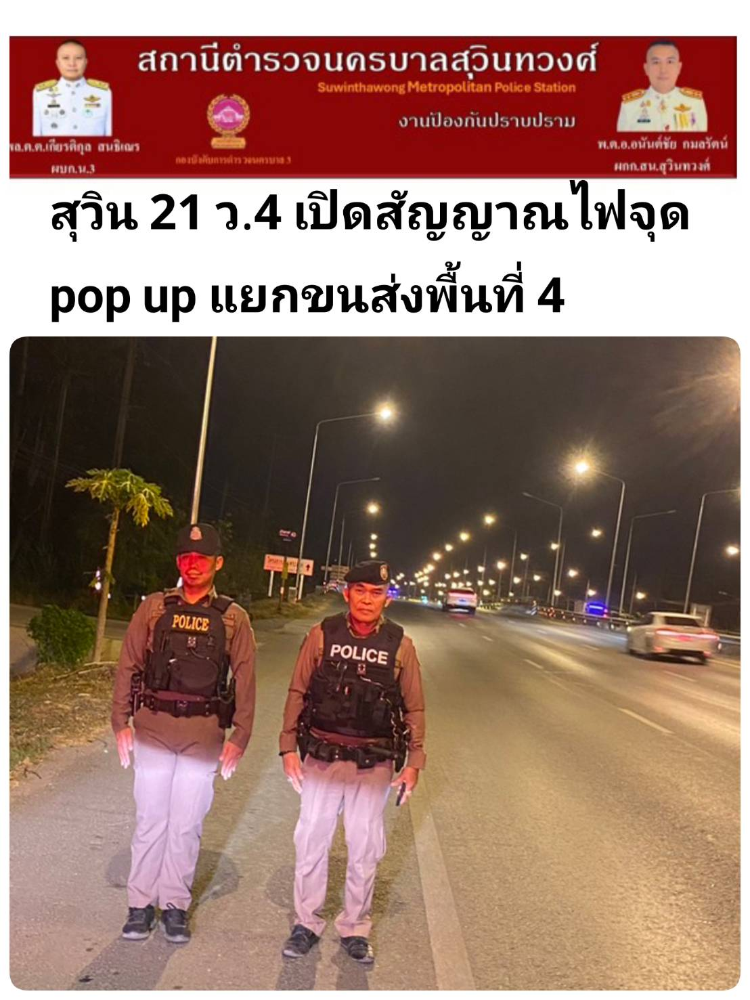 สถานีตำรวจนครบาลสุวินทวงศ์
Suwinthawong Metropolitan Police Station
งานป้องกันปราบปราม
พล.ต.ต.เกียรติกุล สนธิเณร
ผบก.น.3
กองบังคับการตำรวจนครบาล 3
พ.ต.อ.อนันต์ชัย กมลรัตน์
ผกก.สน.สุวินทวงศ์
สุวิน 21 ว.4 เปิดสัญญาณไฟจุด
pop up แยกขนส่งพื้นที่ 4
POLICE
POLICE